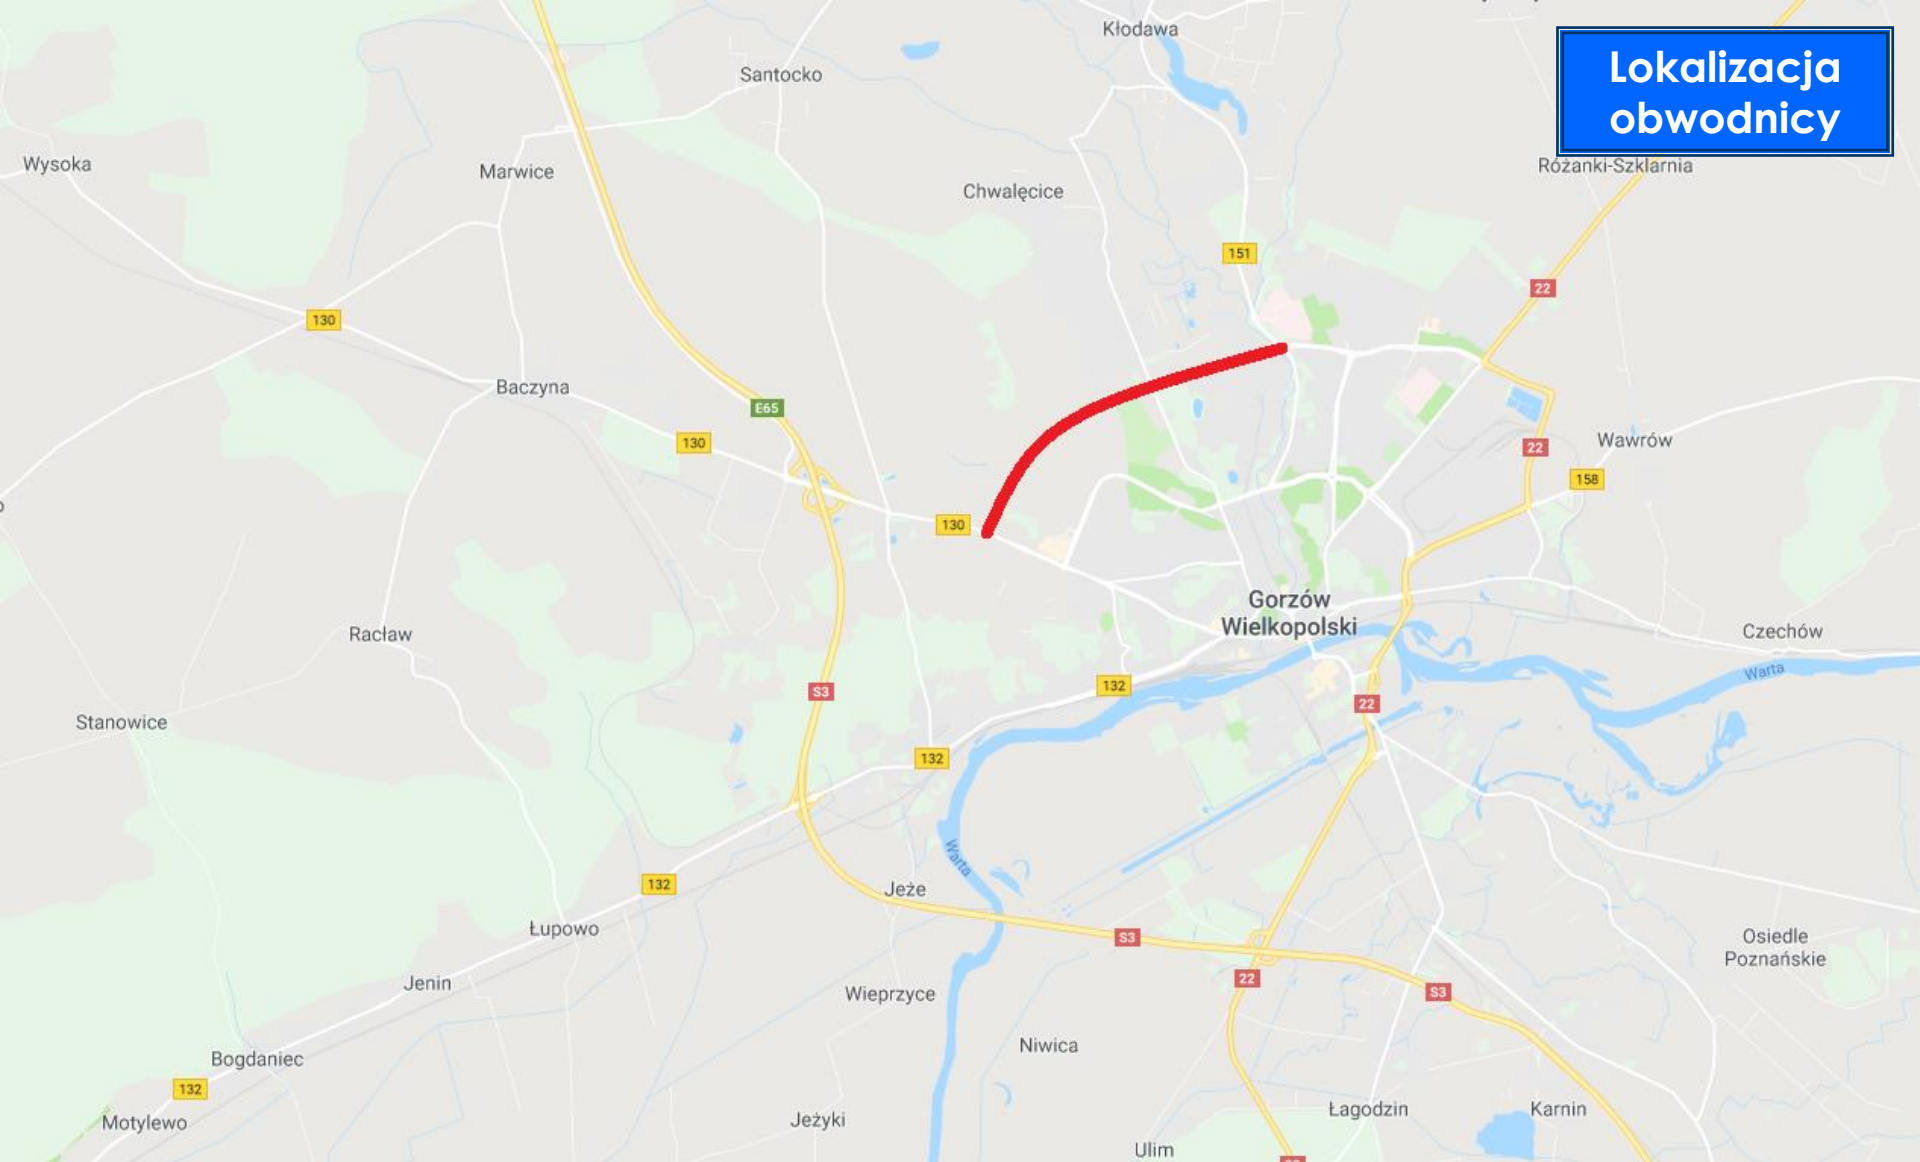 Kłodawa
Lokalizacja
obwodnicy
Santocko
Wysoka
Marwice
Różanki-Szklarnia
Chwalęcice
151
22
130
Baczyna
E65
130
22
Wawrów
158
130
Gorzów
Wielkopolski
Racław
Czechów
Warta
132
S3
22
Stanowice
132
Warta
132
Jeże
Łupowo
S3
Osiedle
Poznańskie
22
Jenin
S3
Wieprzyce
Niwica
Bogdaniec
132
Motylewo
Jeżyki
Łagodzin
Karnin
Ulim